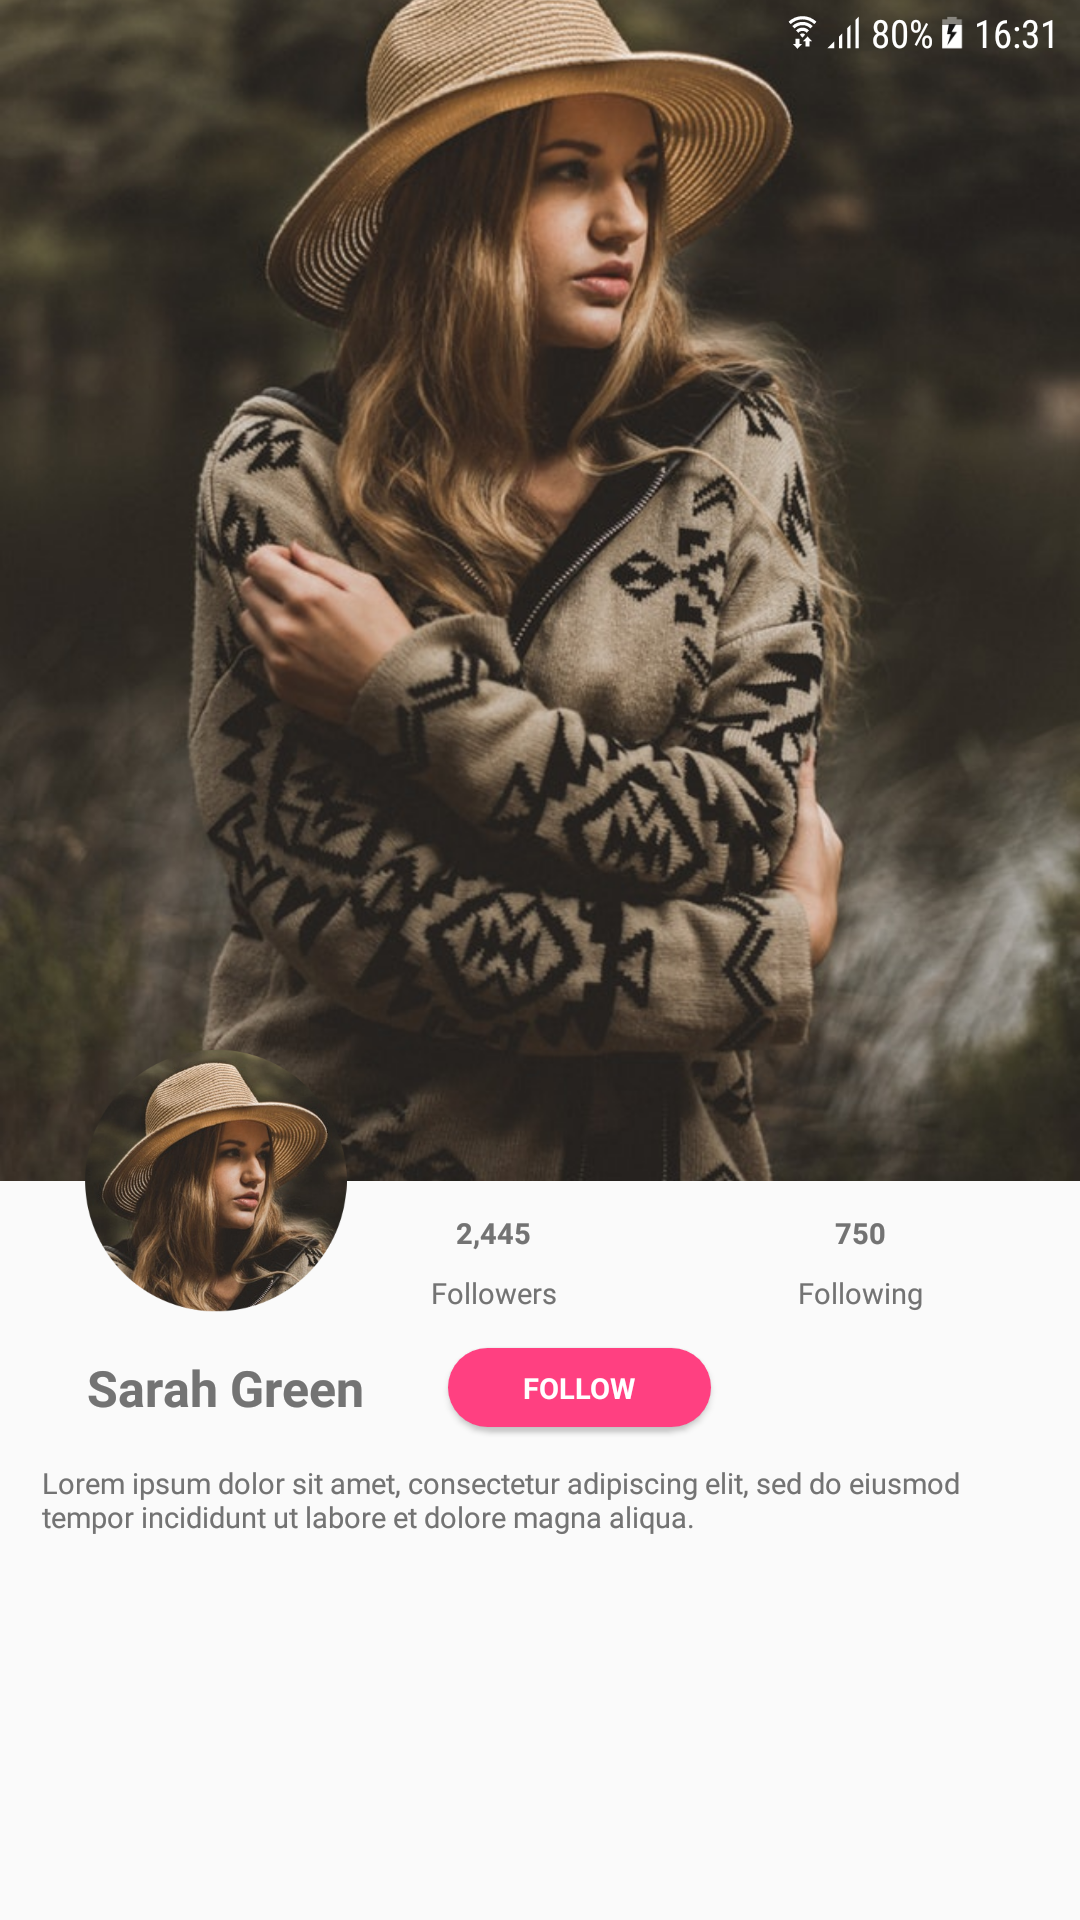 80% 16:31
2,445
750
Followers
Following
Sarah Green
FOLLOW
Lorem ipsum dolor sit amet, consectetur adipiscing elit, sed do eiusmod
tempor incididunt ut labore et dolore magna aliqua.